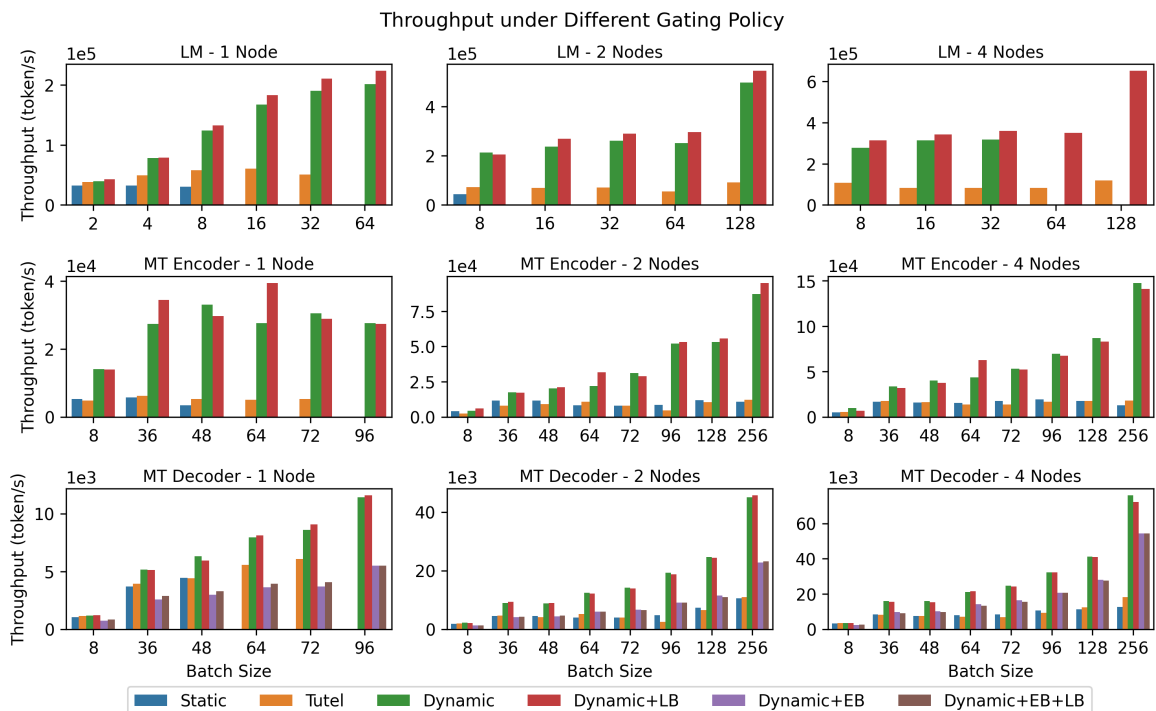 Throughput under Different Gating Policy
LM - 1 Node
LM - 2 Nodes
LM - 4 Nodes
1e5
1e5
1e5
Throughput (token/s)
2
1
0
4
2
0
6
4
2
0
2 4 8 16 32 64
8 16 32 64 128
8 16 32 64 128
MT Encoder - 1 Node
MT Encoder - 2 Nodes
MT Encoder - 4 Nodes
1e4
1e4
1e4
Throughput (token/s)
4
2
0
7.5
5.0
2.5
0.0
15
10
5
0
8 36 48 64 72 96
8 36 48 64 72 96 128 256
8 36 48 64 72 96 128 256
MT Decoder - 1 Node
MT Decoder - 2 Nodes
MT Decoder - 4 Nodes
1e3
1e3
1e3
Throughput (token/s)
10
5
0
40
20
0
60
40
20
0
8 36 48 64 72 96
8 36 48 64 72 96 128 256
8 36 48 64 72 96 128 256
Batch Size
Batch Size
Batch Size
Static Tutel Dynamic Dynamic+LB Dynamic+EB Dynamic+EB+LB